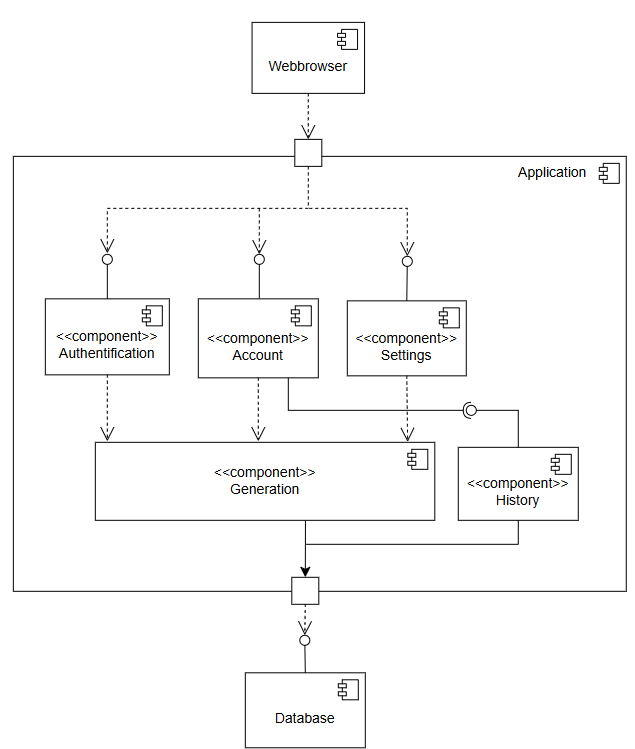 Webbrowser
Application
<<component>>
Authentification
<<component>>
Account
<<component>>
Settings
<<component>>
Generation
<<component>>
History
Database